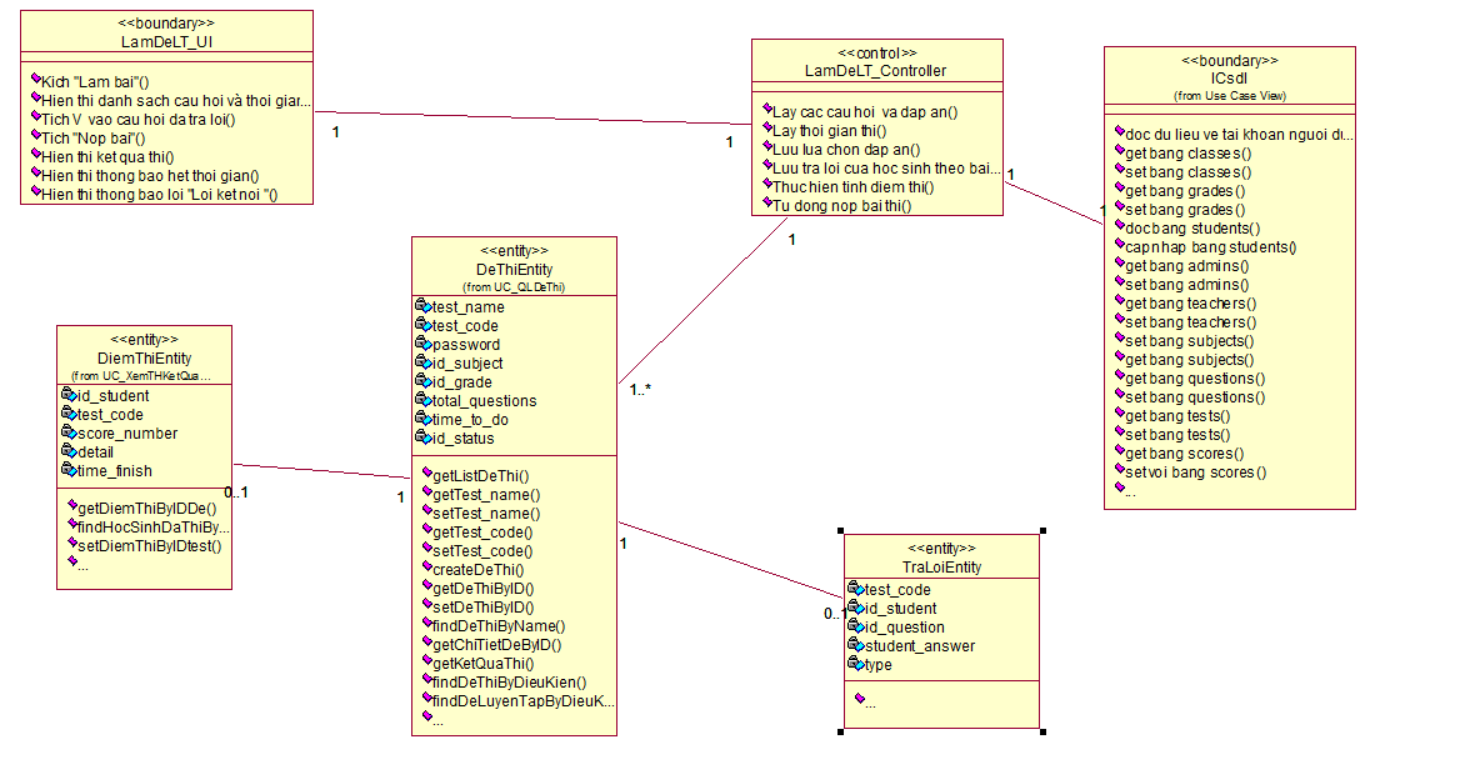 <<boundary>>
LamDeLT_UI
Kich "Lam bai"()
Hien thi danh sach cau hoi và thoi gian...
Tich V vao cau hoi da tra loi()
Tich "Nop bai"()
Hien thi ket qua thi()
Hien thi thong bao het thoi gian()
Hien thi thong bao loi "Loi ket noi "()
1
1
<<control>>
LamDeLT_Controller
Lay cac cau hoi va dap an()
Lay thoi gian thi()
Luu lua chon dap an()
Luu tra loi cua hoc sinh theo bai...
Thuc hien tinh diem thi()
Tu dong nop bai thi()
1
1
<<boundary>>
ICsdl
(from Use Case View)
doc du lieu ve tai khoan nguoi du...
get bang classes()
set bang classes()
get bang grades()
set bang grades()
doc bang students()
cap nhap bang students()
get bang admins()
set bang admins()
get bang teachers()
set bang teachers()
set bang subjects()
get bang subjects()
get bang questions()
set bang questions()
get bang tests()
set bang tests()
get bang scores()
set voi bang scores()
...
1
1..*
<<entity>>
DeThiEntity
(from UC_QLDeThi)
test_name
test_code
password
id_subject
id_grade
total_questions
time_to_do
id_status
getListDeThi()
getTest_name()
setTest_name()
getTest_code()
setTest_code()
createDeThi()
getDeThiByID()
setDeThiByID()
findDeThiByName()
getChiTietDeByID()
getKetQuaThi()
findDeThiByDieuKien()
findDeLuyenTapByDieuK...
...
<<entity>>
DiemThiEntity
(from UC_XemTHKetQua...
id_student
test_code
score_number
detail
time_finish
getDiemThiByIDDe()
findHocSinhDaThiBy...
setDiemThiByIDtest()
...
0..1
1
1
0..1
<<entity>>
TraLoiEntity
test_code
id_student
id_question
student_answer
type
...